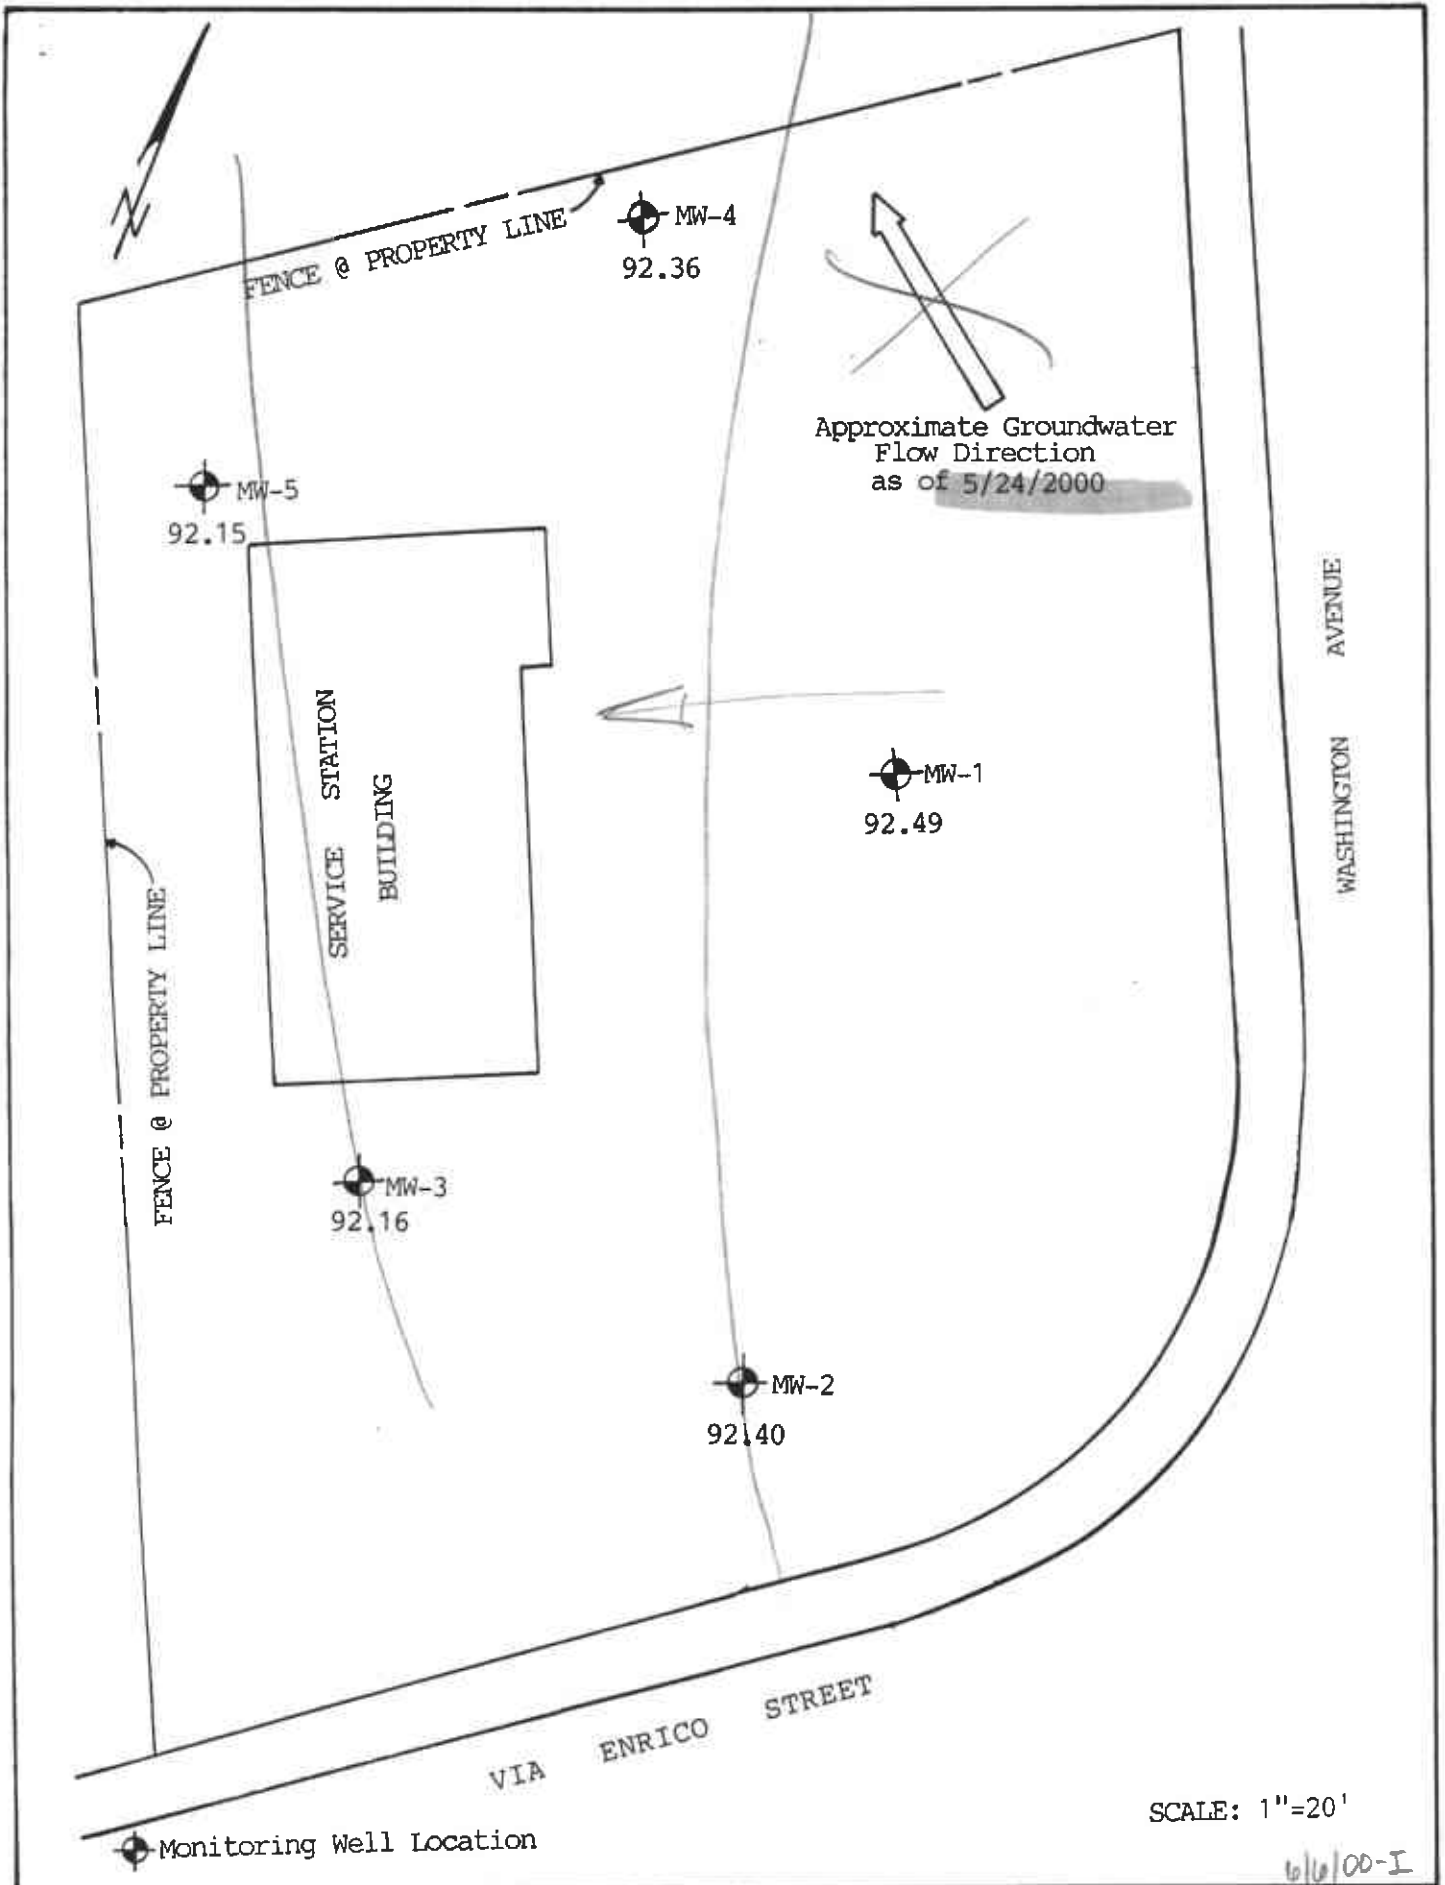 N
FENCE @ PROPERTY LINE
MW-4
92.36
Approximate Groundwater
Flow Direction
as of 5/24/2000
MW-5
92.15
SERVICE STATION
BUILDING
MW-1
92.49
WASHINGTON AVENUE
FENCE @ PROPERTY LINE
MW-3
92.16
MW-2
92.40
VIA ENRICO STREET
SCALE: 1"=20'
Monitoring Well Location
6/6/00-I